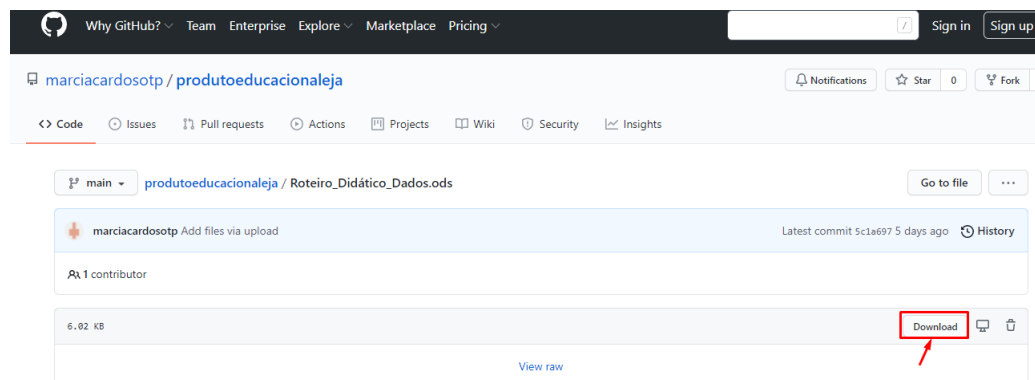 Why GitHub? Team Enterprise Explore Marketplace Pricing / Sign in Sign up
marciacardosotp / produtoeducacionaleja Notifications Star 0 Fork
<> Code Issues Pull requests Actions Projects Wiki Security Insights
main produtoeducacionaleja / Roteiro_Didático_Dados.ods Go to file ...
marciacardosotp Add files via upload Latest commit 5c1a697 5 days ago History
1 contributor
6.02 KB Download
View raw